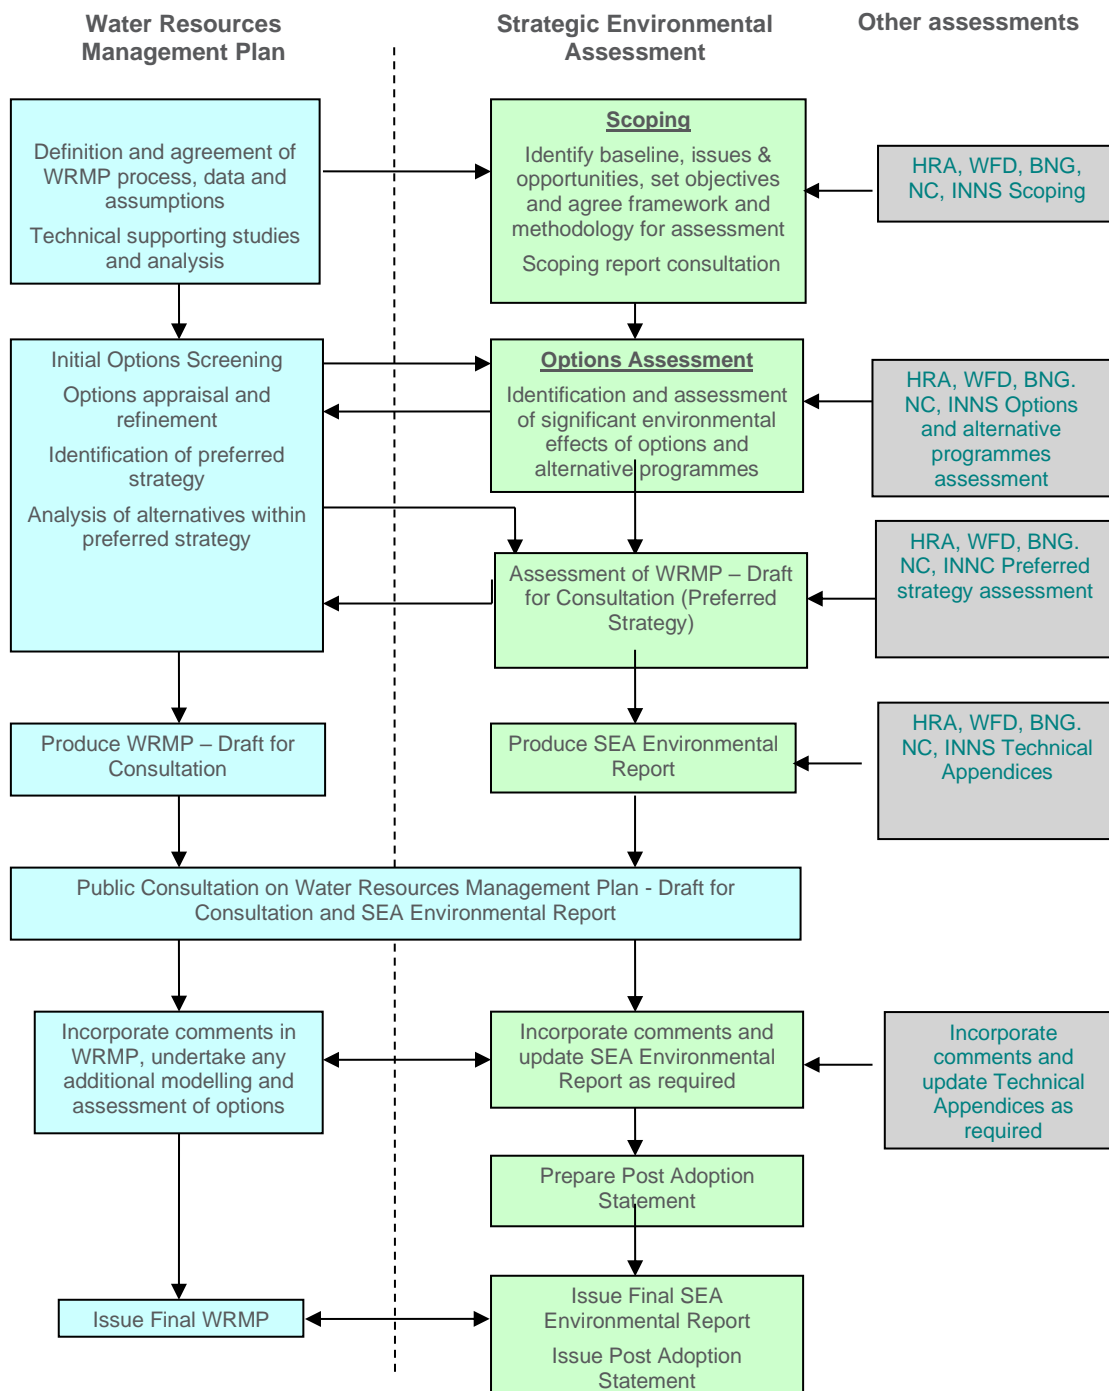 Water Resources
Management Plan
Strategic Environmental
Assessment
Other assessments
Definition and agreement of
WRMP process, data and
assumptions
Technical supporting studies
and analysis
Scoping
Identify baseline, issues &
opportunities, set objectives
and agree framework and
methodology for assessment
Scoping report consultation
HRA, WFD, BNG,
NC, INNS Scoping
Initial Options Screening
Options appraisal and
refinement
Identification of preferred
strategy
Analysis of alternatives within
preferred strategy
Options Assessment
Identification and assessment
of significant environmental
effects of options and
alternative programmes
HRA, WFD, BNG.
NC, INNS Options
and alternative
programmes
assessment
Assessment of WRMP – Draft
for Consultation (Preferred
Strategy)
HRA, WFD, BNG.
NC, INNC Preferred
strategy assessment
Produce WRMP – Draft for
Consultation
Produce SEA Environmental
Report
HRA, WFD, BNG.
NC, INNS Technical
Appendices
Public Consultation on Water Resources Management Plan - Draft for
Consultation and SEA Environmental Report
Incorporate comments in
WRMP, undertake any
additional modelling and
assessment of options
Incorporate comments and
update SEA Environmental
Report as required
Incorporate
comments and
update Technical
Appendices as
required
Prepare Post Adoption
Statement
Issue Final WRMP
Issue Final SEA
Environmental Report
Issue Post Adoption
Statement